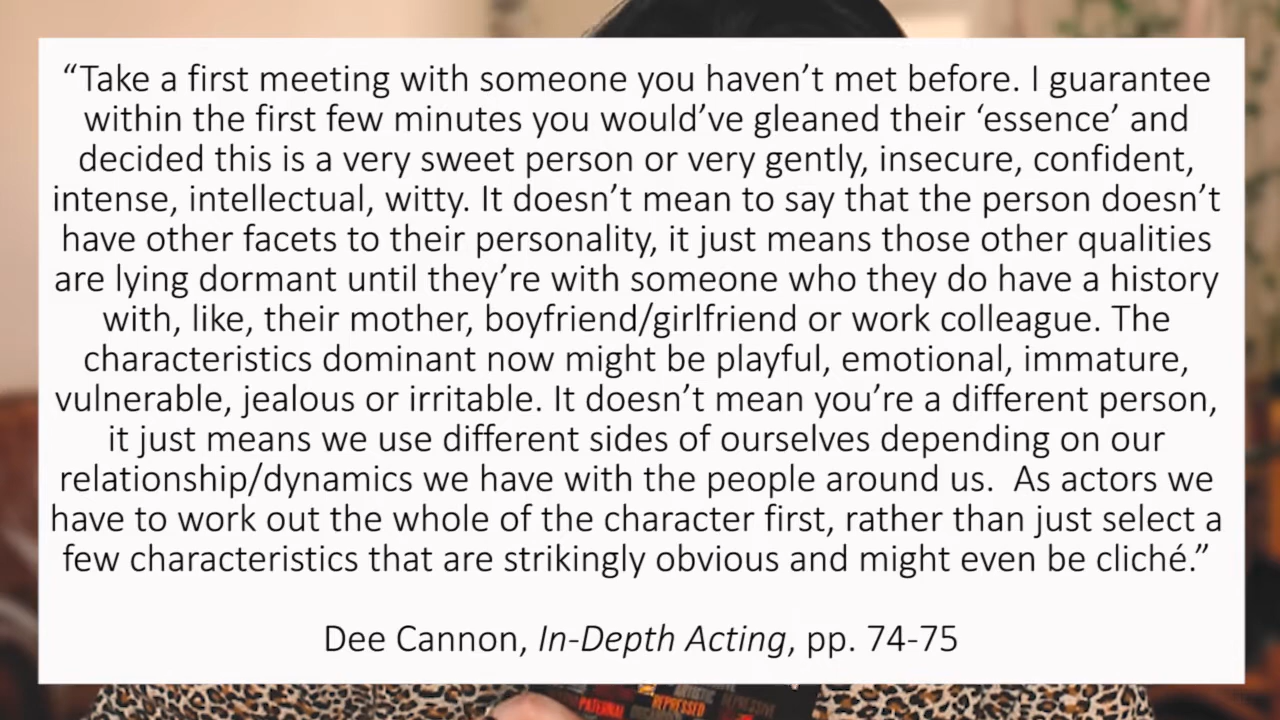 “Take a first meeting with someone you haven’t met before. I guarantee
within the first few minutes you would’ve gleaned their ‘essence’ and
decided this is a very sweet person or very gently, insecure, confident,
intense, intellectual, witty. It doesn’t mean to say that the person doesn’t
have other facets to their personality, it just means those other qualities
are lying dormant until they’re with someone who they do have a history
with, like, their mother, boyfriend/girlfriend or work colleague. The
characteristics dominant now might be playful, emotional, immature,
vulnerable, jealous or irritable. It doesn’t mean you’re a different person,
it just means we use different sides of ourselves depending on our
relationship/dynamics we have with the people around us.  As actors we
have to work out the whole of the character first, rather than just select a
few characteristics that are strikingly obvious and might even be cliché.”
Dee Cannon, In-Depth Acting, pp. 74-75
ARTISTIC
PATERNAL REPRESSED DEPRESSIVE